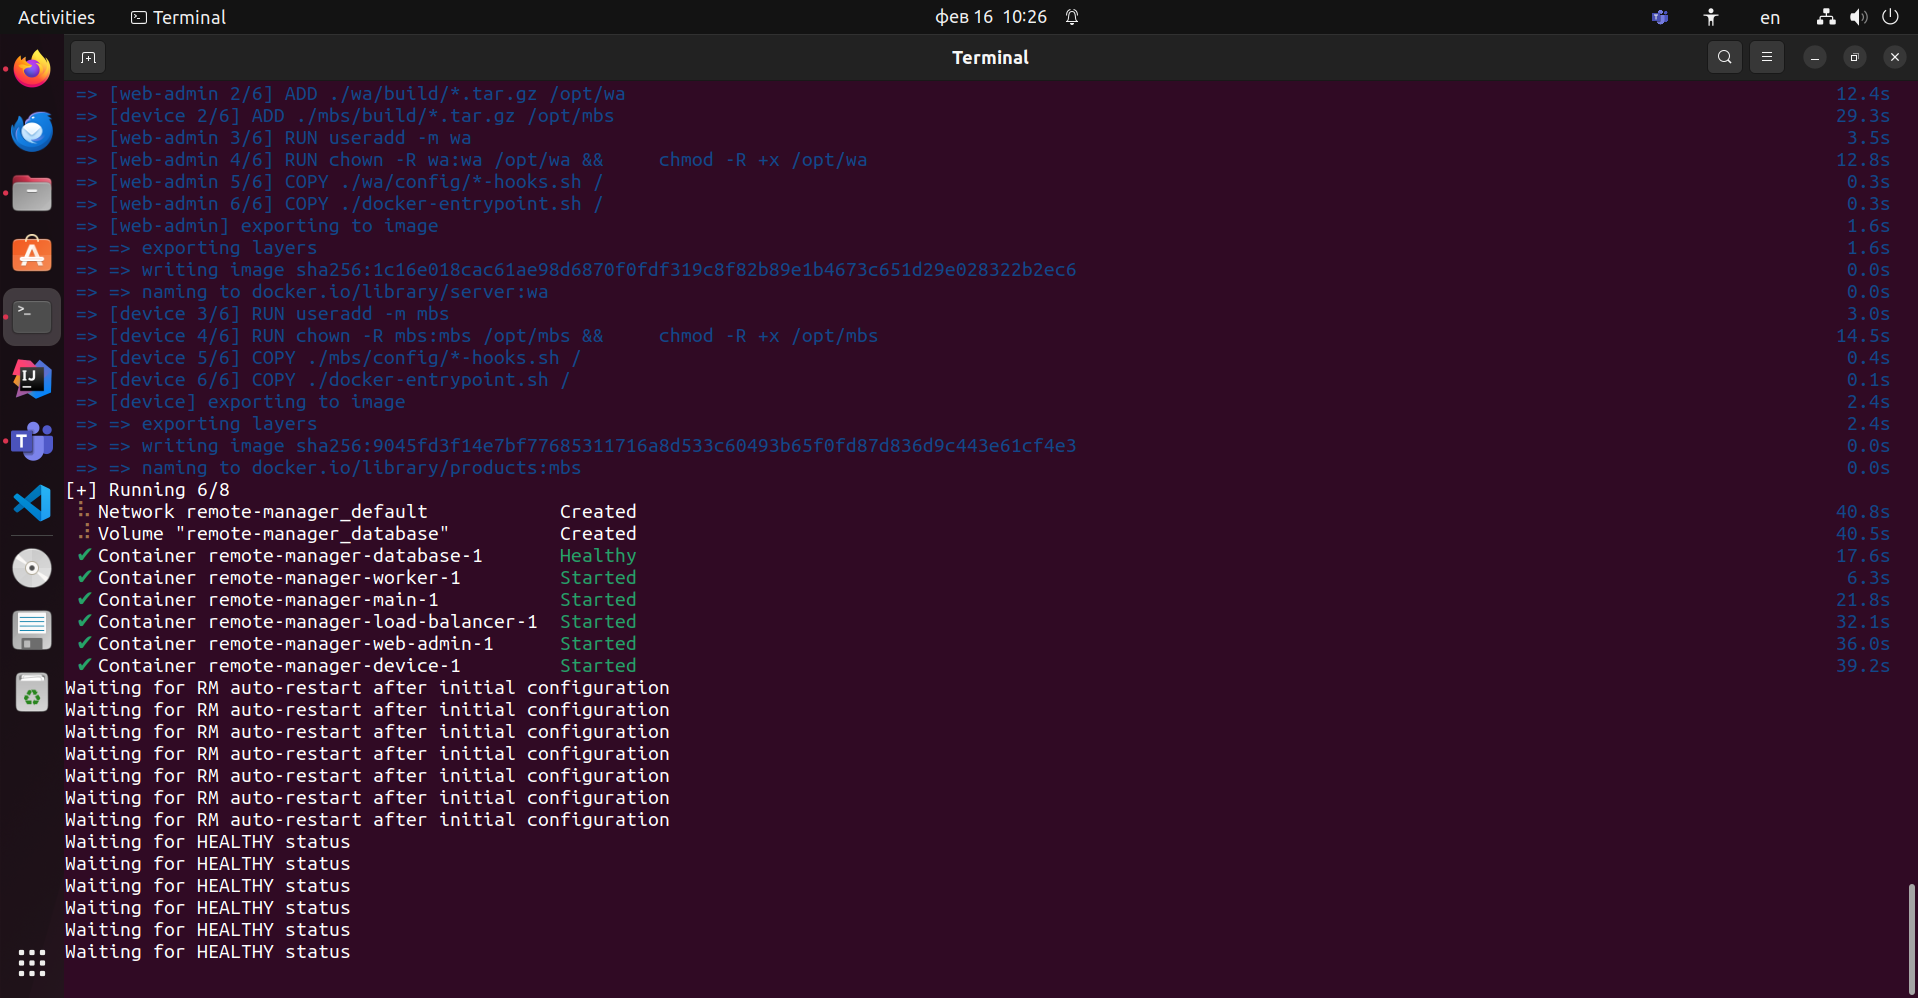 Activities Terminal фев 16 10:26 en
Terminal
=> [web-admin 2/6] ADD ./wa/build/*.tar.gz /opt/wa 12.4s
=> [device 2/6] ADD ./mbs/build/*.tar.gz /opt/mbs 29.3s
=> [web-admin 3/6] RUN useradd -m wa 3.5s
=> [web-admin 4/6] RUN chown -R wa:wa /opt/wa &&     chmod -R +x /opt/wa 12.8s
=> [web-admin 5/6] COPY ./wa/config/*-hooks.sh / 0.3s
=> [web-admin 6/6] COPY ./docker-entrypoint.sh / 0.3s
=> [web-admin] exporting to image 1.6s
=> => exporting layers 1.6s
=> => writing image sha256:1c16e018cac61ae98d6870f0fdf319c8f82b89e1b4673c651d29e028322b2ec6 0.0s
=> => naming to docker.io/library/server:wa 0.0s
=> [device 3/6] RUN useradd -m mbs 3.0s
=> [device 4/6] RUN chown -R mbs:mbs /opt/mbs &&     chmod -R +x /opt/mbs 14.5s
=> [device 5/6] COPY ./mbs/config/*-hooks.sh / 0.4s
=> [device 6/6] COPY ./docker-entrypoint.sh / 0.1s
=> [device] exporting to image 2.4s
=> => exporting layers 2.4s
=> => writing image sha256:9045fd3f14e7bf77685311716a8d533c60493b65f0fd87d836d9c443e61cf4e3 0.0s
=> => naming to docker.io/library/products:mbs 0.0s
[+] Running 6/8
⠧ Network remote-manager_default Created 40.8s
⠼ Volume "remote-manager_database" Created 40.5s
✔ Container remote-manager-database-1 Healthy 17.6s
✔ Container remote-manager-worker-1 Started 6.3s
✔ Container remote-manager-main-1 Started 21.8s
✔ Container remote-manager-load-balancer-1 Started 32.1s
✔ Container remote-manager-web-admin-1 Started 36.0s
✔ Container remote-manager-device-1 Started 39.2s
Waiting for RM auto-restart after initial configuration
Waiting for RM auto-restart after initial configuration
Waiting for RM auto-restart after initial configuration
Waiting for RM auto-restart after initial configuration
Waiting for RM auto-restart after initial configuration
Waiting for RM auto-restart after initial configuration
Waiting for RM auto-restart after initial configuration
Waiting for HEALTHY status
Waiting for HEALTHY status
Waiting for HEALTHY status
Waiting for HEALTHY status
Waiting for HEALTHY status
Waiting for HEALTHY status